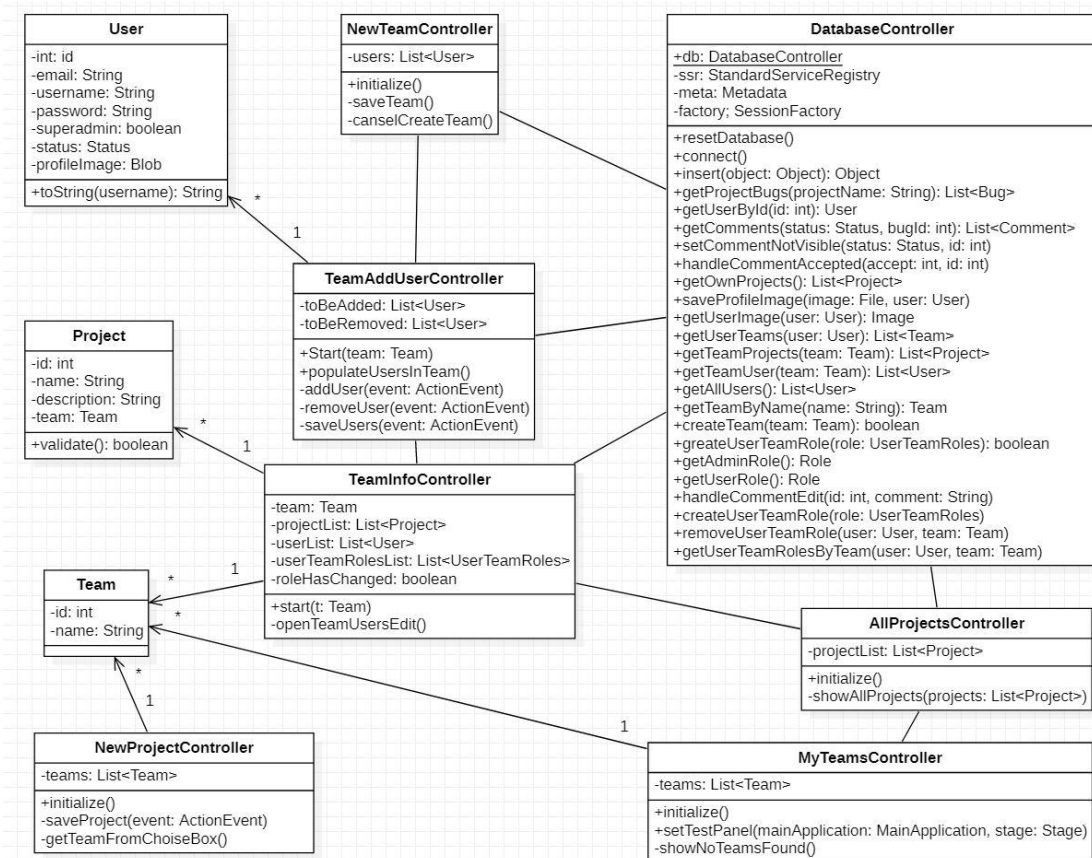 User
-int: id
-email: String
-username: String
-password: String
-superadmin: boolean
-status: Status
-profileImage: Blob
+toString(username): String
NewTeamController
-users: List<User>
+initialize()
-saveTeam()
-canselCreateTeam()
DatabaseController
+db: DatabaseController
-ssr: StandardServiceRegistry
-meta: Metadata
-factory; SessionFactory
+resetDatabase()
+connect()
+insert(object: Object): Object
+getProjectBugs(projectName: String): List<Bug>
+getUserById(id: int): User
+getComments(status: Status, bugId: int): List<Comment>
+setCommentNotVisible(status: Status, id: int)
+handleCommentAccepted(accept: int, id: int)
+getOwnProjects(): List<Project>
+saveProfileImage(image: File, user: User)
+getUserImage(user: User): Image
+getUserTeams(user: User): List<Team>
+getTeamProjects(team: Team): List<Project>
+getTeamUser(team: Team): List<User>
+getAllUsers(): List<User>
+getTeamByName(name: String): Team
+createTeam(team: Team): boolean
+greateUserTeamRole(role: UserTeamRoles): boolean
+getAdminRole(): Role
+getUserRole(): Role
+handleCommentEdit(id: int, comment: String)
+createUserTeamRole(role: UserTeamRoles)
+removeUserTeamRole(user: User, team: Team)
+getUserTeamRolesByTeam(user: User, team: Team)
*
1
TeamAddUserController
-toBeAdded: List<User>
-toBeRemoved: List<User>
+Start(team: Team)
+populateUsersInTeam()
-addUser(event: ActionEvent)
-removeUser(event: ActionEvent)
-saveUsers(event: ActionEvent)
Project
-id: int
-name: String
-description: String
-team: Team
+validate(): boolean
*
1
TeamInfoController
-team: Team
-projectList: List<Project>
-userList: List<User>
-userTeamRolesList: List<UserTeamRoles>
-roleHasChanged: boolean
+start(t: Team)
-openTeamUsersEdit()
*
1
Team
-id: int
-name: String
*
1
*
1
AllProjectsController
-projectList: List<Project>
+initialize()
-showAllProjects(projects: List<Project>)
NewProjectController
-teams: List<Team>
+initialize()
-saveProject(event: ActionEvent)
-getTeamFromChoiseBox()
MyTeamsController
-teams: List<Team>
+initialize()
+setTestPanel(mainApplication: MainApplication, stage: Stage)
-showNoTeamsFound()